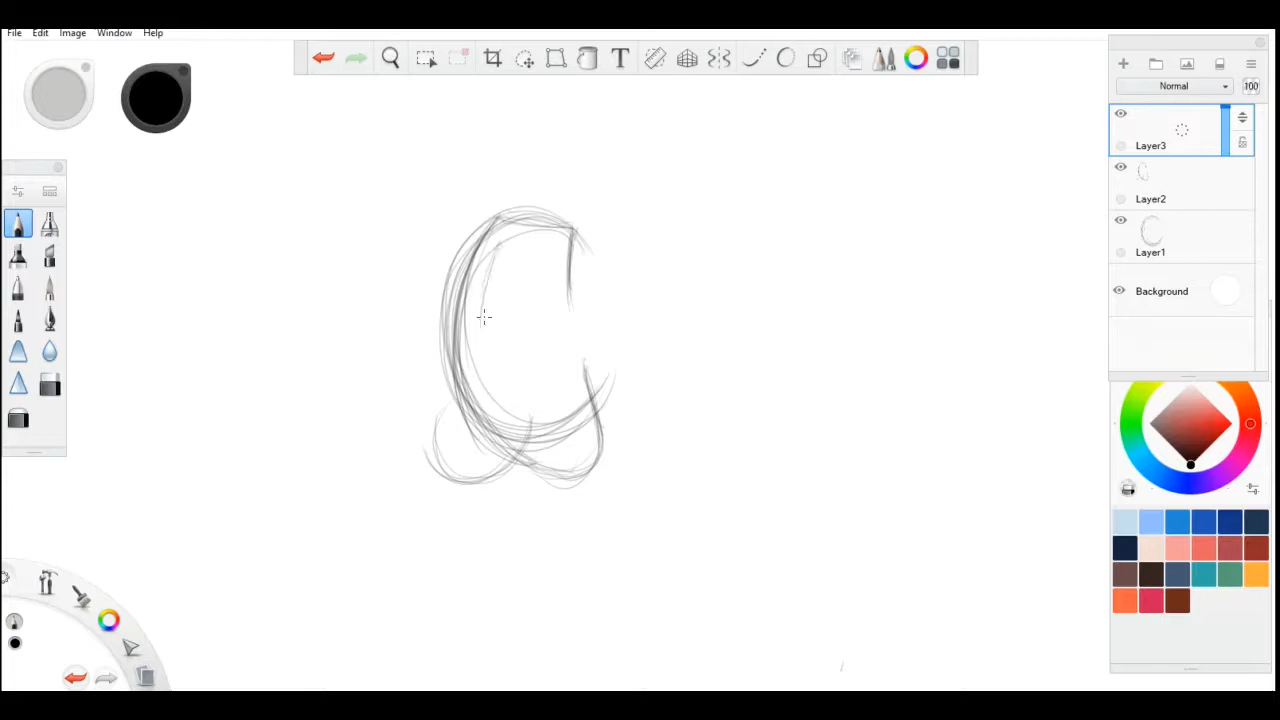 File Edit Image Window Help
T
Normal 100
Layer3
Layer2
Layer1
Background